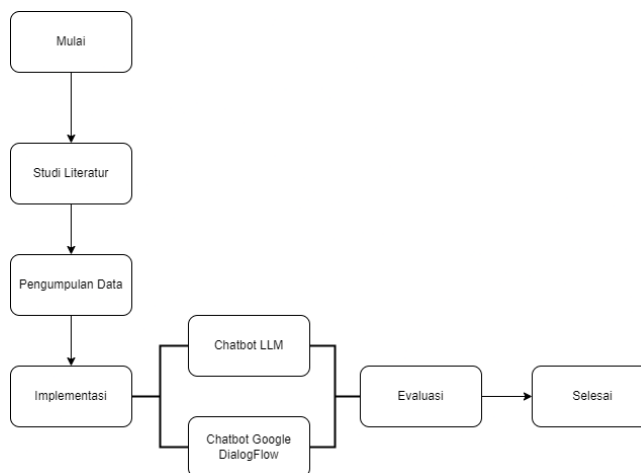 Mulai
Studi Literatur
Pengumpulan Data
Implementasi
Chatbot LLM
Chatbot Google
DialogFlow
Evaluasi
Selesai